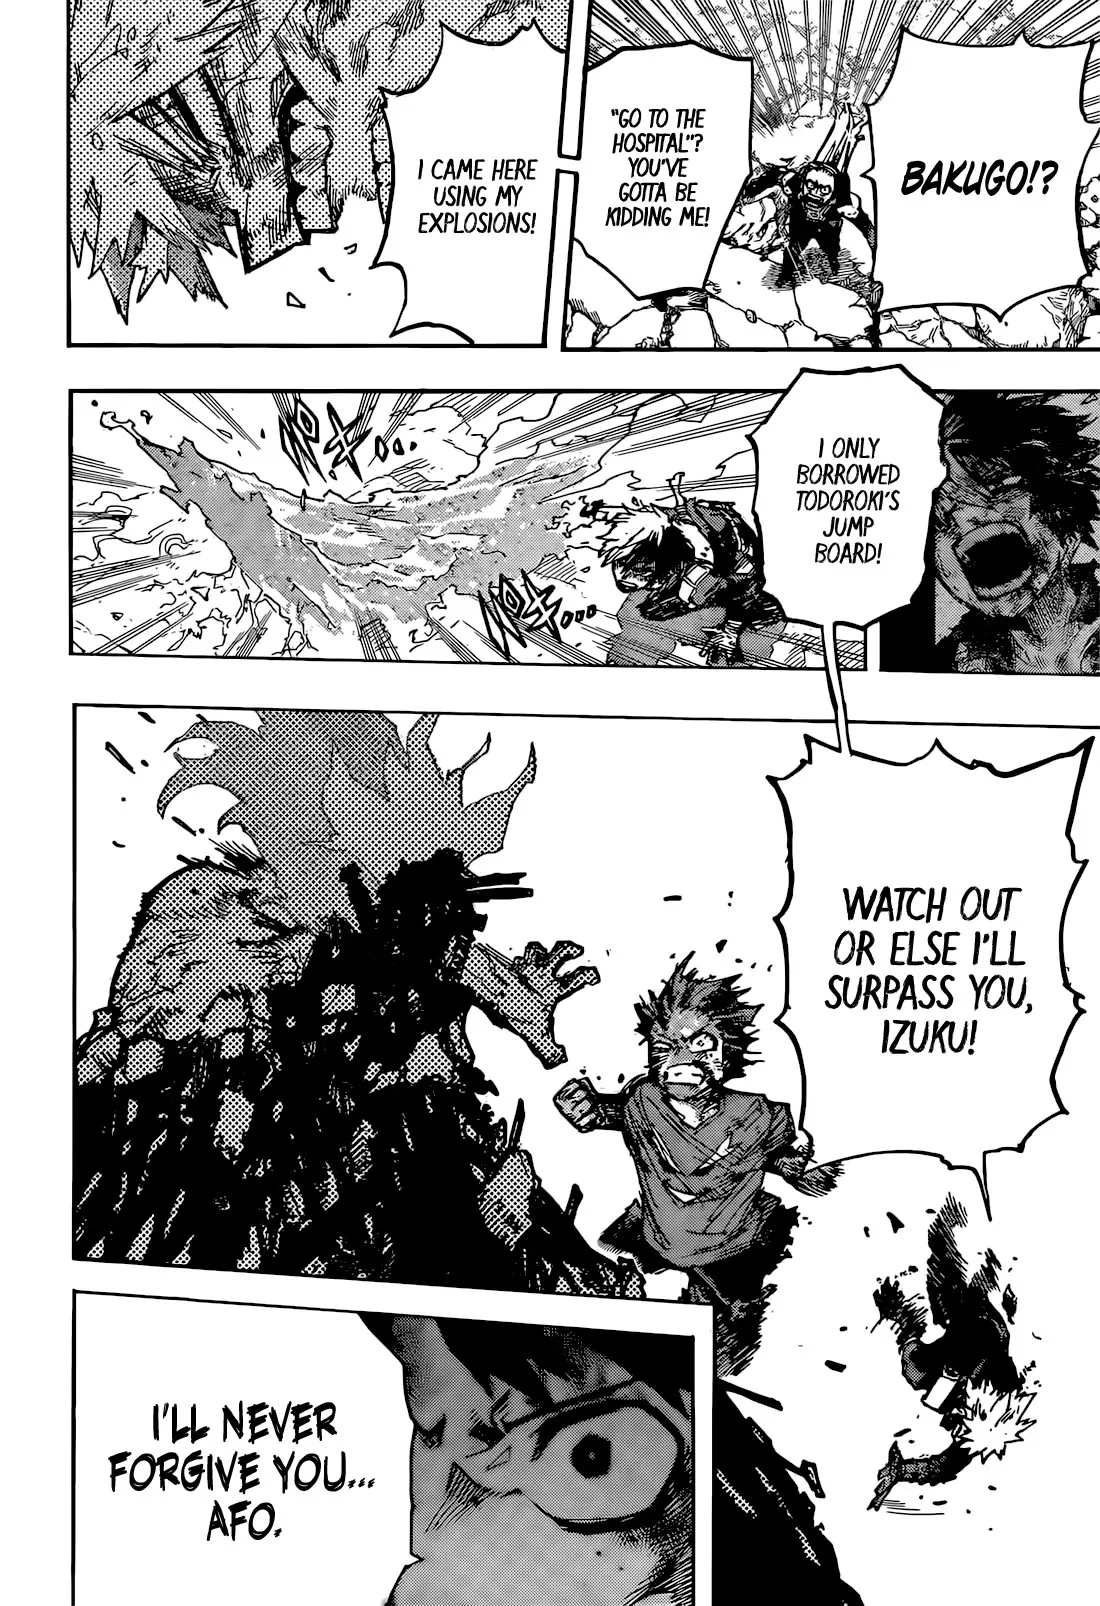 BAKUGO!?
"GO TO THE
HOSPITAL"?
YOU'VE
GOTTA BE
KIDDING ME!
I CAME HERE
USING MY
EXPLOSIONS!
I ONLY
BORROWED
TODOROKI'S
JUMP
BOARD!
WATCH OUT
OR ELSE I'LL
SURPASS YOU,
IZUKU!
I'LL NEVER
FORGIVE YOU...
AFO.